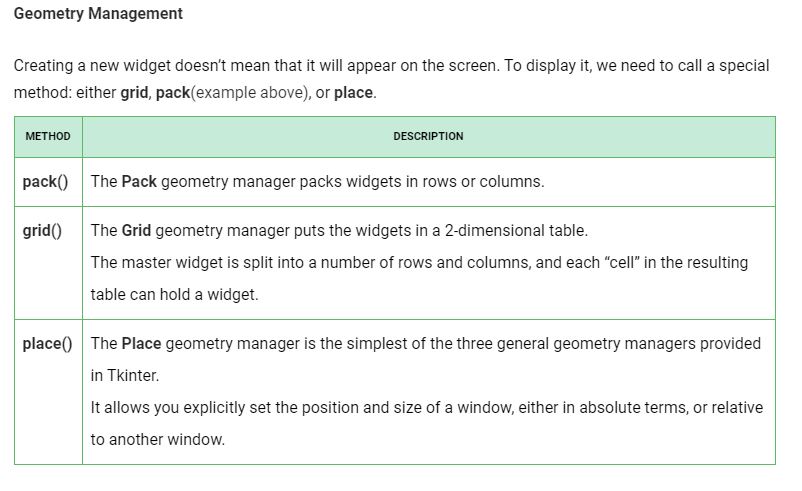 Geometry Management
Creating a new widget doesn't mean that it will appear on the screen. To display it, we need to call a special
method: either grid, pack(example above), or place.
METHOD DESCRIPTION
pack() The Pack geometry manager packs widgets in rows or columns.
grid() The Grid geometry manager puts the widgets in a 2-dimensional table.
The master widget is split into a number of rows and columns, and each “cell” in the resulting
table can hold a widget.
place() The Place geometry manager is the simplest of the three general geometry managers provided
in Tkinter.
It allows you explicitly set the position and size of a window, either in absolute terms, or relative
to another window.